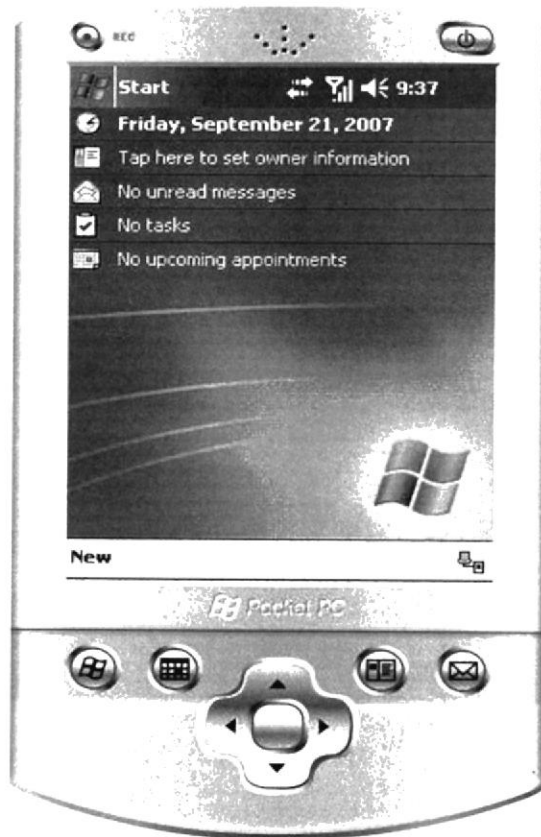 REC
Start 9:37
Friday, September 21, 2007
Tap here to set owner information
No unread messages
No tasks
No upcoming appointments
New
Pocket PC